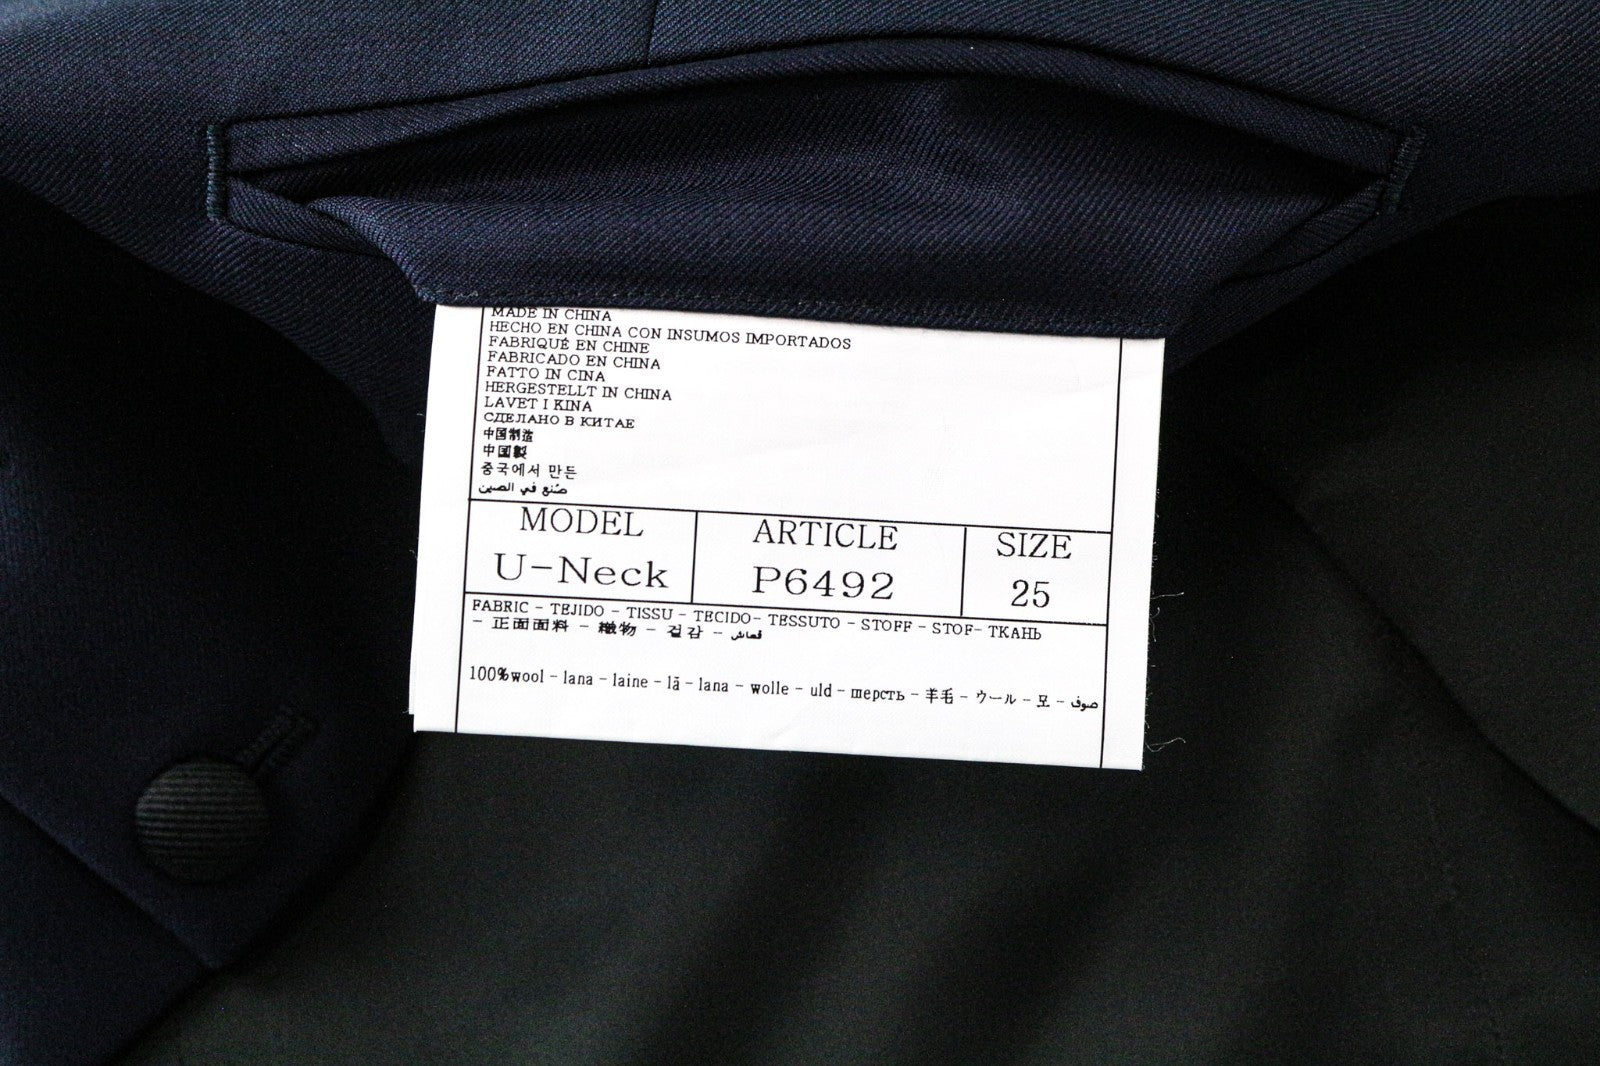 MADE IN CHINA
HECHO EN CHINA CON INSUMOS IMPORTADOS
FABRIQUÉ EN CHINE
FABRICADO EN CHINA
FATTO IN CINA
HERGESTELLT IN CHINA
LAVET I KINA
СДЕЛАНО В КИТАЕ
中国制造
中國製
중국에서 만든
صُنع في الصين
MODEL ARTICLE SIZE
U-Neck P6492 25
FABRIC - TEJIDO - TISSU - TECIDO- TESSUTO - STOFF - STOF- ТКАНЬ
- 正面面料 - 織物 - 겉감 - قماش
100%wool - lana - laine - lã - lana - wolle - uld - шерсть - 羊毛 - ウール - 모 - صوف